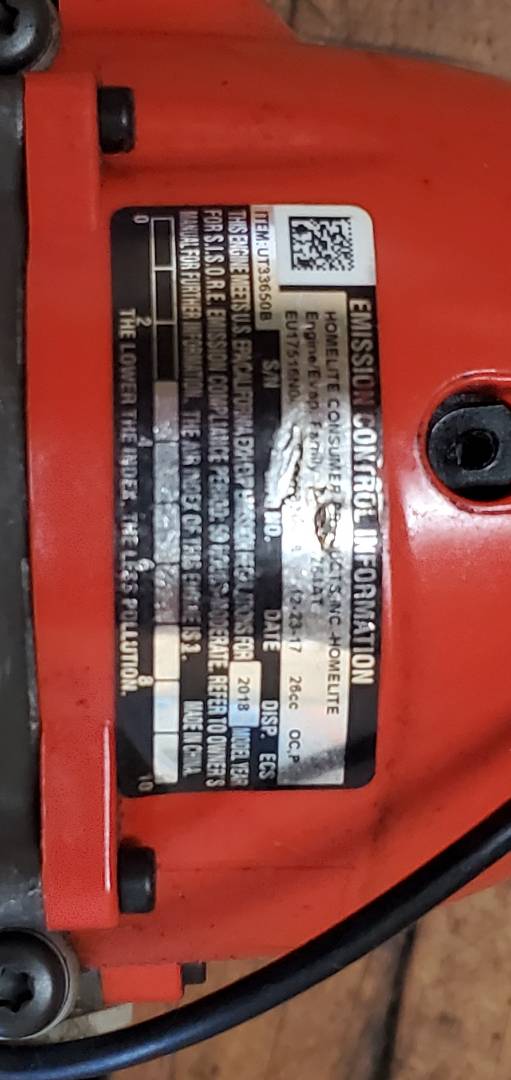 EMISSION CONTROL INFORMATION
HOMELITE CONSUMER PRODUCTS, INC.-HOMELITE
Engine/Evap. Family
12-23-17 26cc OC,P
ITEM:UT33650B S/N NO. DATE DISP. ECS
THIS ENGINE MEETS U.S. EPA/CALIFORNIA EXH/EVP EMISSION REGULATIONS FOR 2018 MODEL YEAR
FOR S.I. S.O.R.E. EMISSION COMPLIANCE PERIOD: HOURS, MODERATE. REFER TO OWNER'S
MANUAL FOR FURTHER INFORMATION. THE AIR INDEX OF THIS ENGINE IS 3. MADE IN CHINA
0 2 4 6 8 10
THE LOWER THE INDEX, THE LESS POLLUTION.